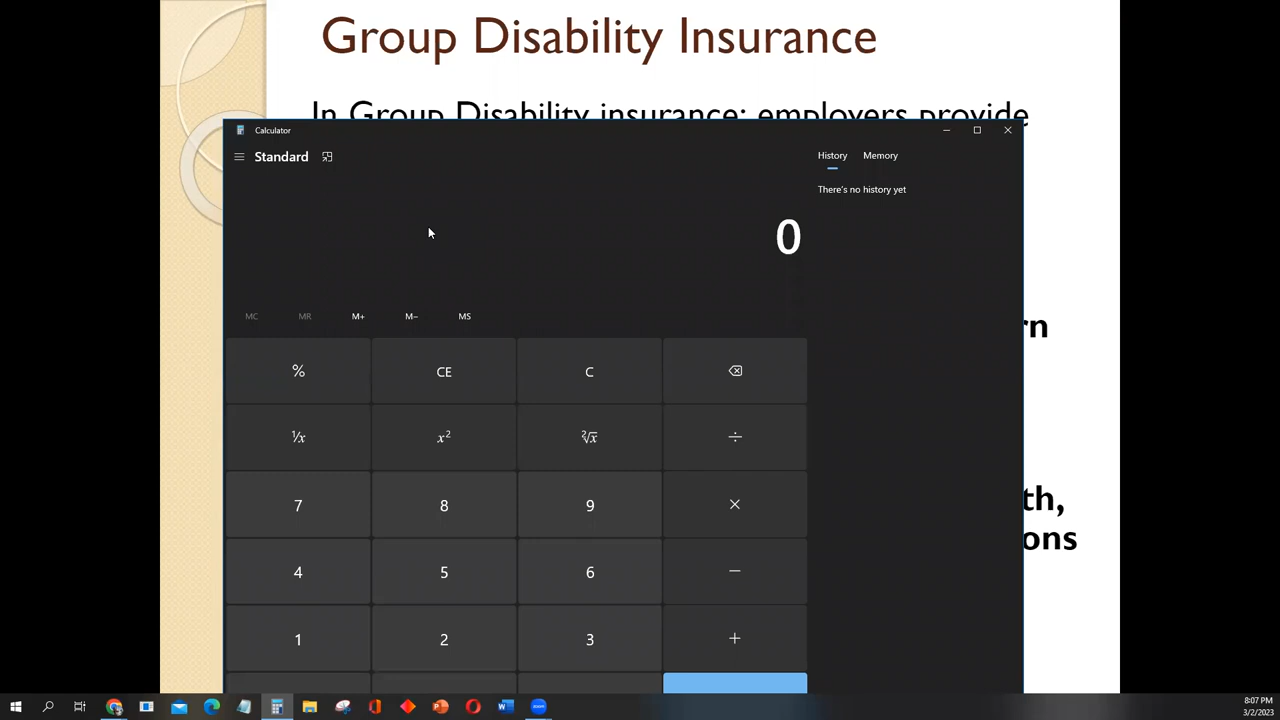 Group Disability Insurance
In Group Disability insurance; employers provide
Calculator
Standard
History Memory
There's no history yet
0
MC MR M+ M− MS
rn
% CE C
⅟x x² ²√x ÷
7 8 9 ×
th,
ons
4 5 6 −
1 2 3 +
zoom
8:07 PM
3/2/2023